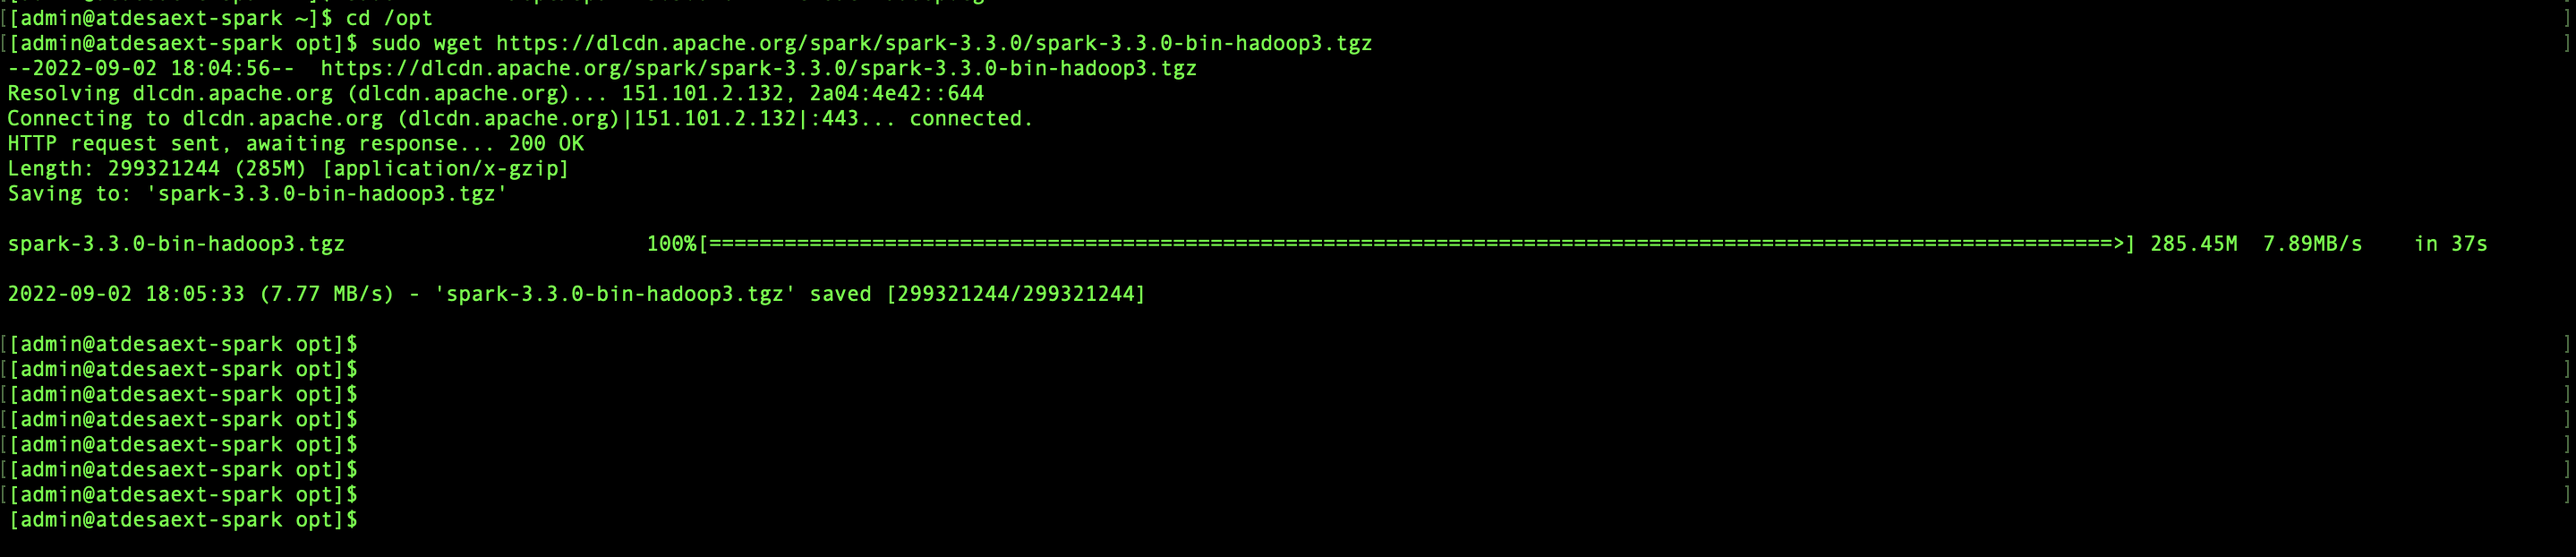 [[admin@atdesaext-spark ~]$ cd /opt ]
[[admin@atdesaext-spark opt]$ sudo wget https://dlcdn.apache.org/spark/spark-3.3.0/spark-3.3.0-bin-hadoop3.tgz ]
--2022-09-02 18:04:56--  https://dlcdn.apache.org/spark/spark-3.3.0/spark-3.3.0-bin-hadoop3.tgz
Resolving dlcdn.apache.org (dlcdn.apache.org)... 151.101.2.132, 2a04:4e42::644
Connecting to dlcdn.apache.org (dlcdn.apache.org)|151.101.2.132|:443... connected.
HTTP request sent, awaiting response... 200 OK
Length: 299321244 (285M) [application/x-gzip]
Saving to: 'spark-3.3.0-bin-hadoop3.tgz'
spark-3.3.0-bin-hadoop3.tgz 100%[================================================================================================================>] 285.45M 7.89MB/s in 37s
2022-09-02 18:05:33 (7.77 MB/s) - 'spark-3.3.0-bin-hadoop3.tgz' saved [299321244/299321244]
[[admin@atdesaext-spark opt]$ ]
[[admin@atdesaext-spark opt]$ ]
[[admin@atdesaext-spark opt]$ ]
[[admin@atdesaext-spark opt]$ ]
[[admin@atdesaext-spark opt]$ ]
[[admin@atdesaext-spark opt]$ ]
[[admin@atdesaext-spark opt]$ ]
[admin@atdesaext-spark opt]$